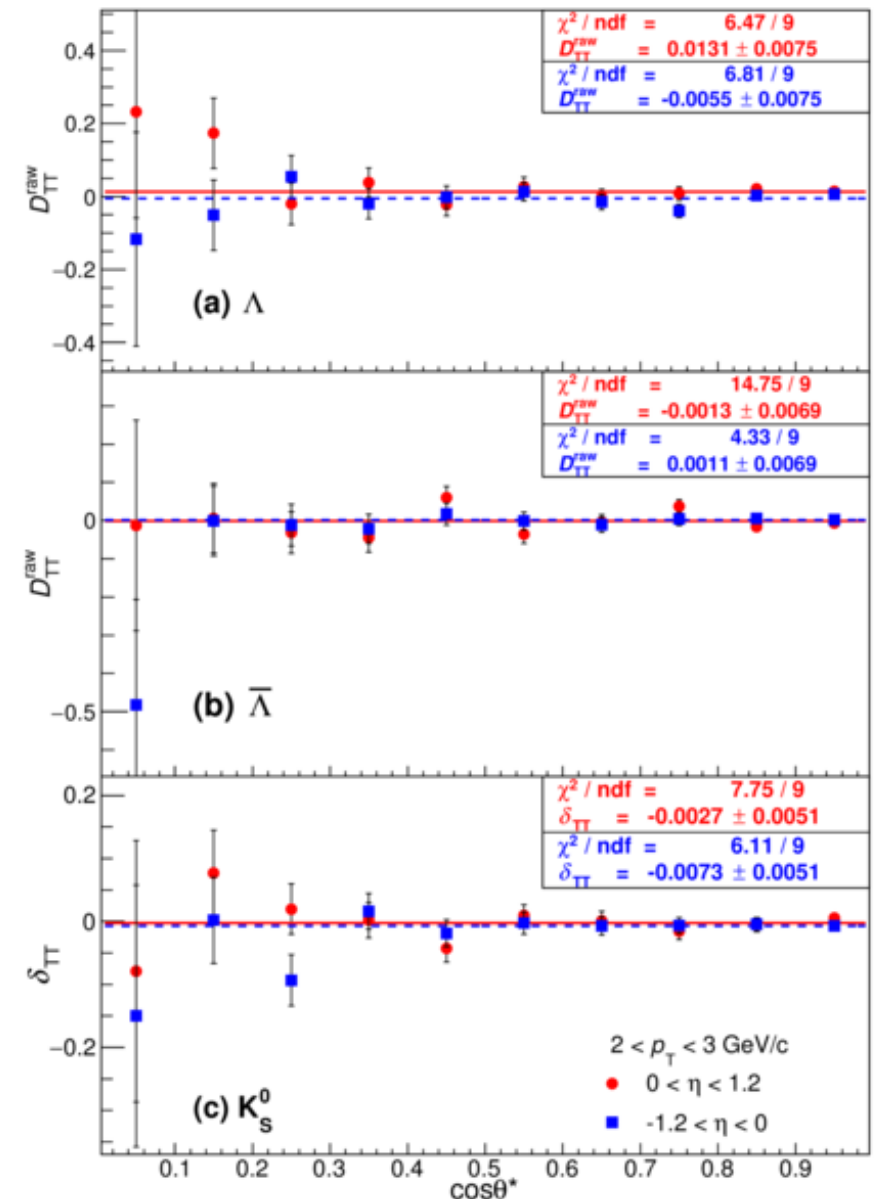 χ² / ndf = 6.47 / 9
D_TT^raw = 0.0131 ± 0.0075
χ² / ndf = 6.81 / 9
D_TT^raw = -0.0055 ± 0.0075
0.4
0.2
0
−0.2
−0.4
D_TT^raw
(a) Λ
χ² / ndf = 14.75 / 9
D_TT^raw = -0.0013 ± 0.0069
χ² / ndf = 4.33 / 9
D_TT^raw = 0.0011 ± 0.0069
0
−0.5
D_TT^raw
(b) Λ̅
χ² / ndf = 7.75 / 9
δ_TT = -0.0027 ± 0.0051
χ² / ndf = 6.11 / 9
δ_TT = -0.0073 ± 0.0051
0.2
0
−0.2
δ_TT
2 < p_T < 3 GeV/c
0 < η < 1.2
-1.2 < η < 0
(c) K_S^0
0.1 0.2 0.3 0.4 0.5 0.6 0.7 0.8 0.9
cosθ*